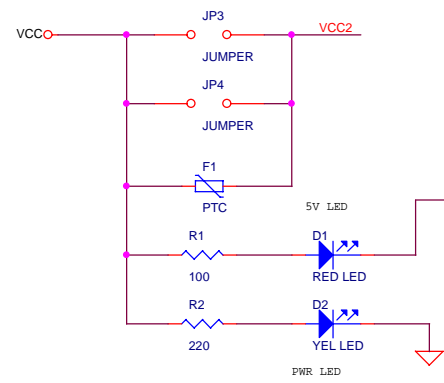 JP3
VCC
VCC2
JUMPER
JP4
JUMPER
F1
PTC
5V LED
R1
D1
100
RED LED
R2
D2
220
YEL LED
PWR LED